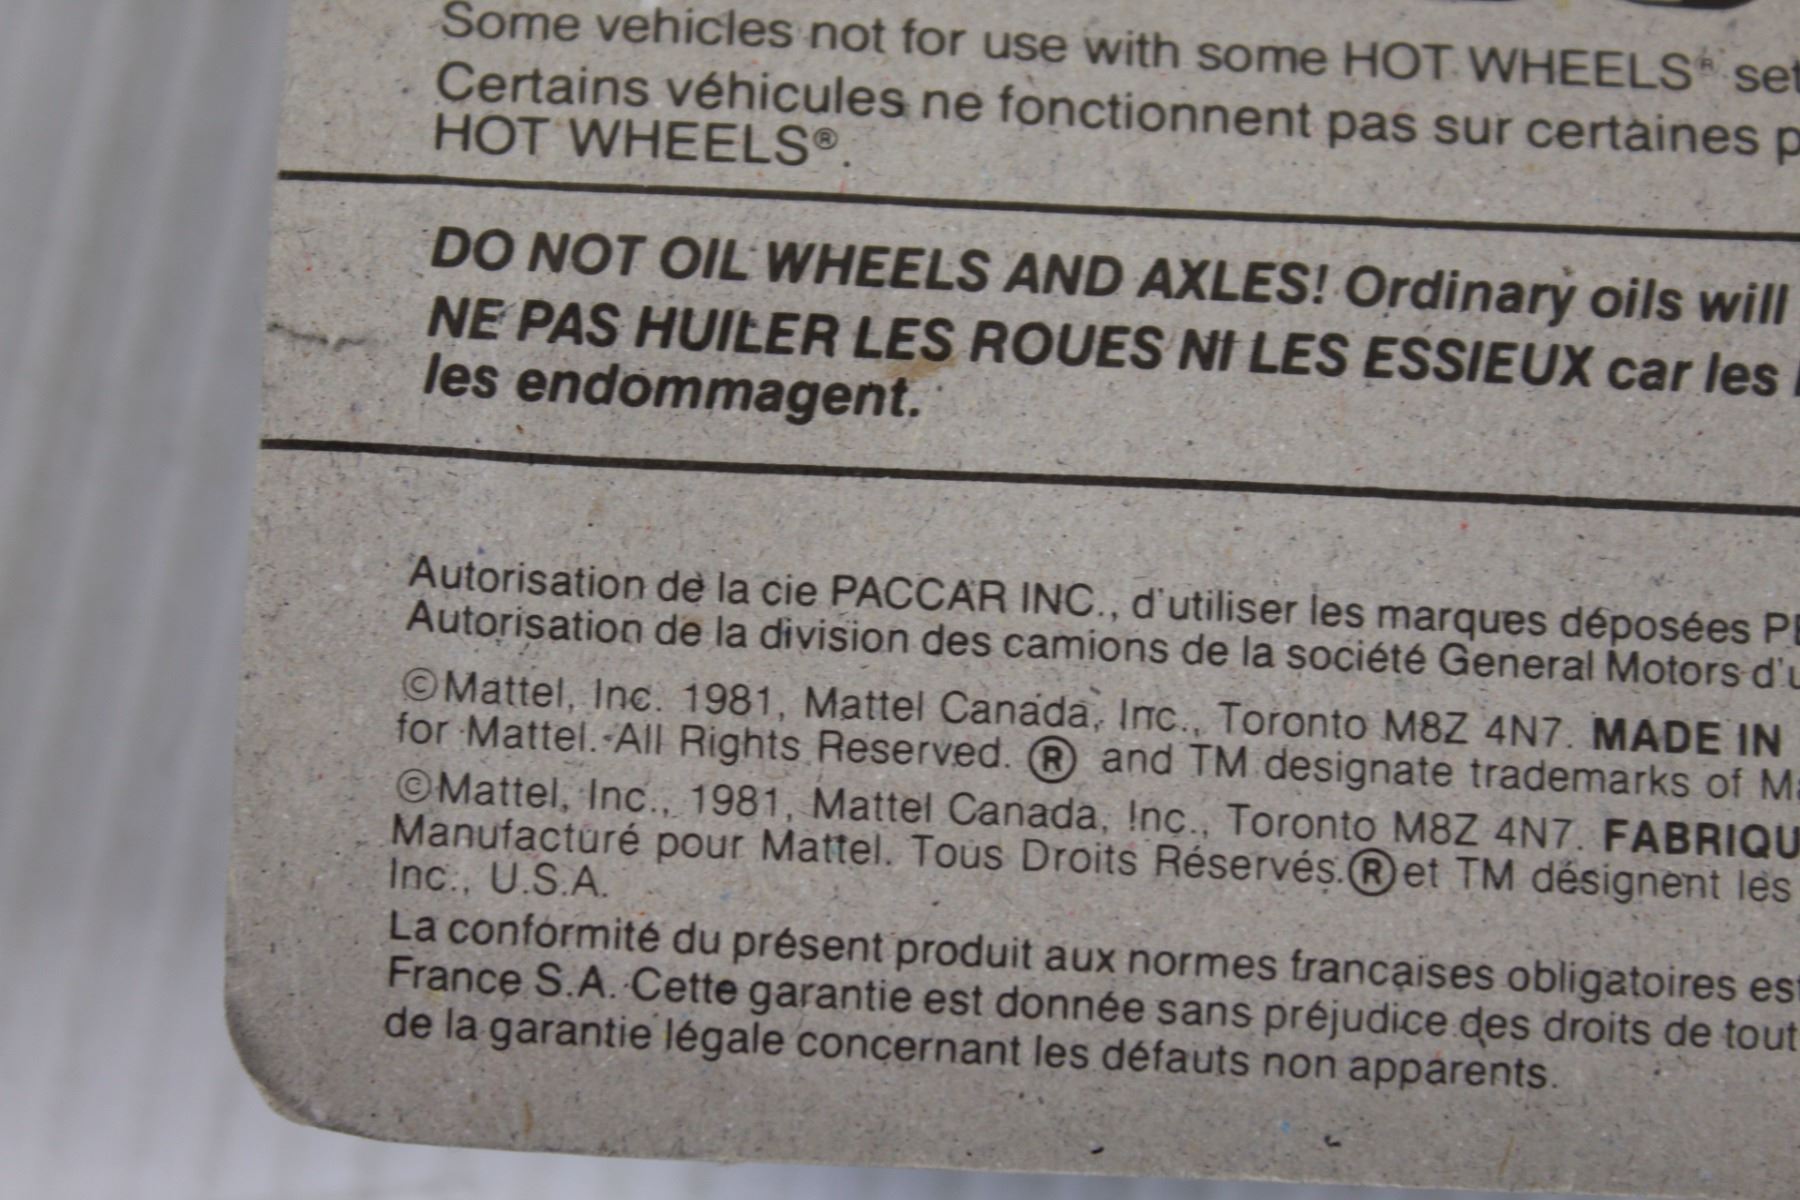 Some vehicles not for use with some HOT WHEELS® set
Certains véhicules ne fonctionnent pas sur certaines p
HOT WHEELS®.
DO NOT OIL WHEELS AND AXLES! Ordinary oils will
NE PAS HUILER LES ROUES NI LES ESSIEUX car les
les endommagent.
Autorisation de la cie PACCAR INC., d'utiliser les marques déposées PE
Autorisation de la division des camions de la société General Motors d'u
©Mattel, Inc. 1981, Mattel Canada, Inc., Toronto M8Z 4N7. MADE IN
for Mattel. All Rights Reserved. ® and TM designate trademarks of Ma
©Mattel, Inc., 1981, Mattel Canada, Inc., Toronto M8Z 4N7. FABRIQU
Manufacturé pour Mattel. Tous Droits Réservés.® et TM désignent les
Inc., U.S.A.
La conformité du présent produit aux normes françaises obligatoires est
France S.A. Cette garantie est donnée sans préjudice des droits de tout
de la garantie légale concernant les défauts non apparents.